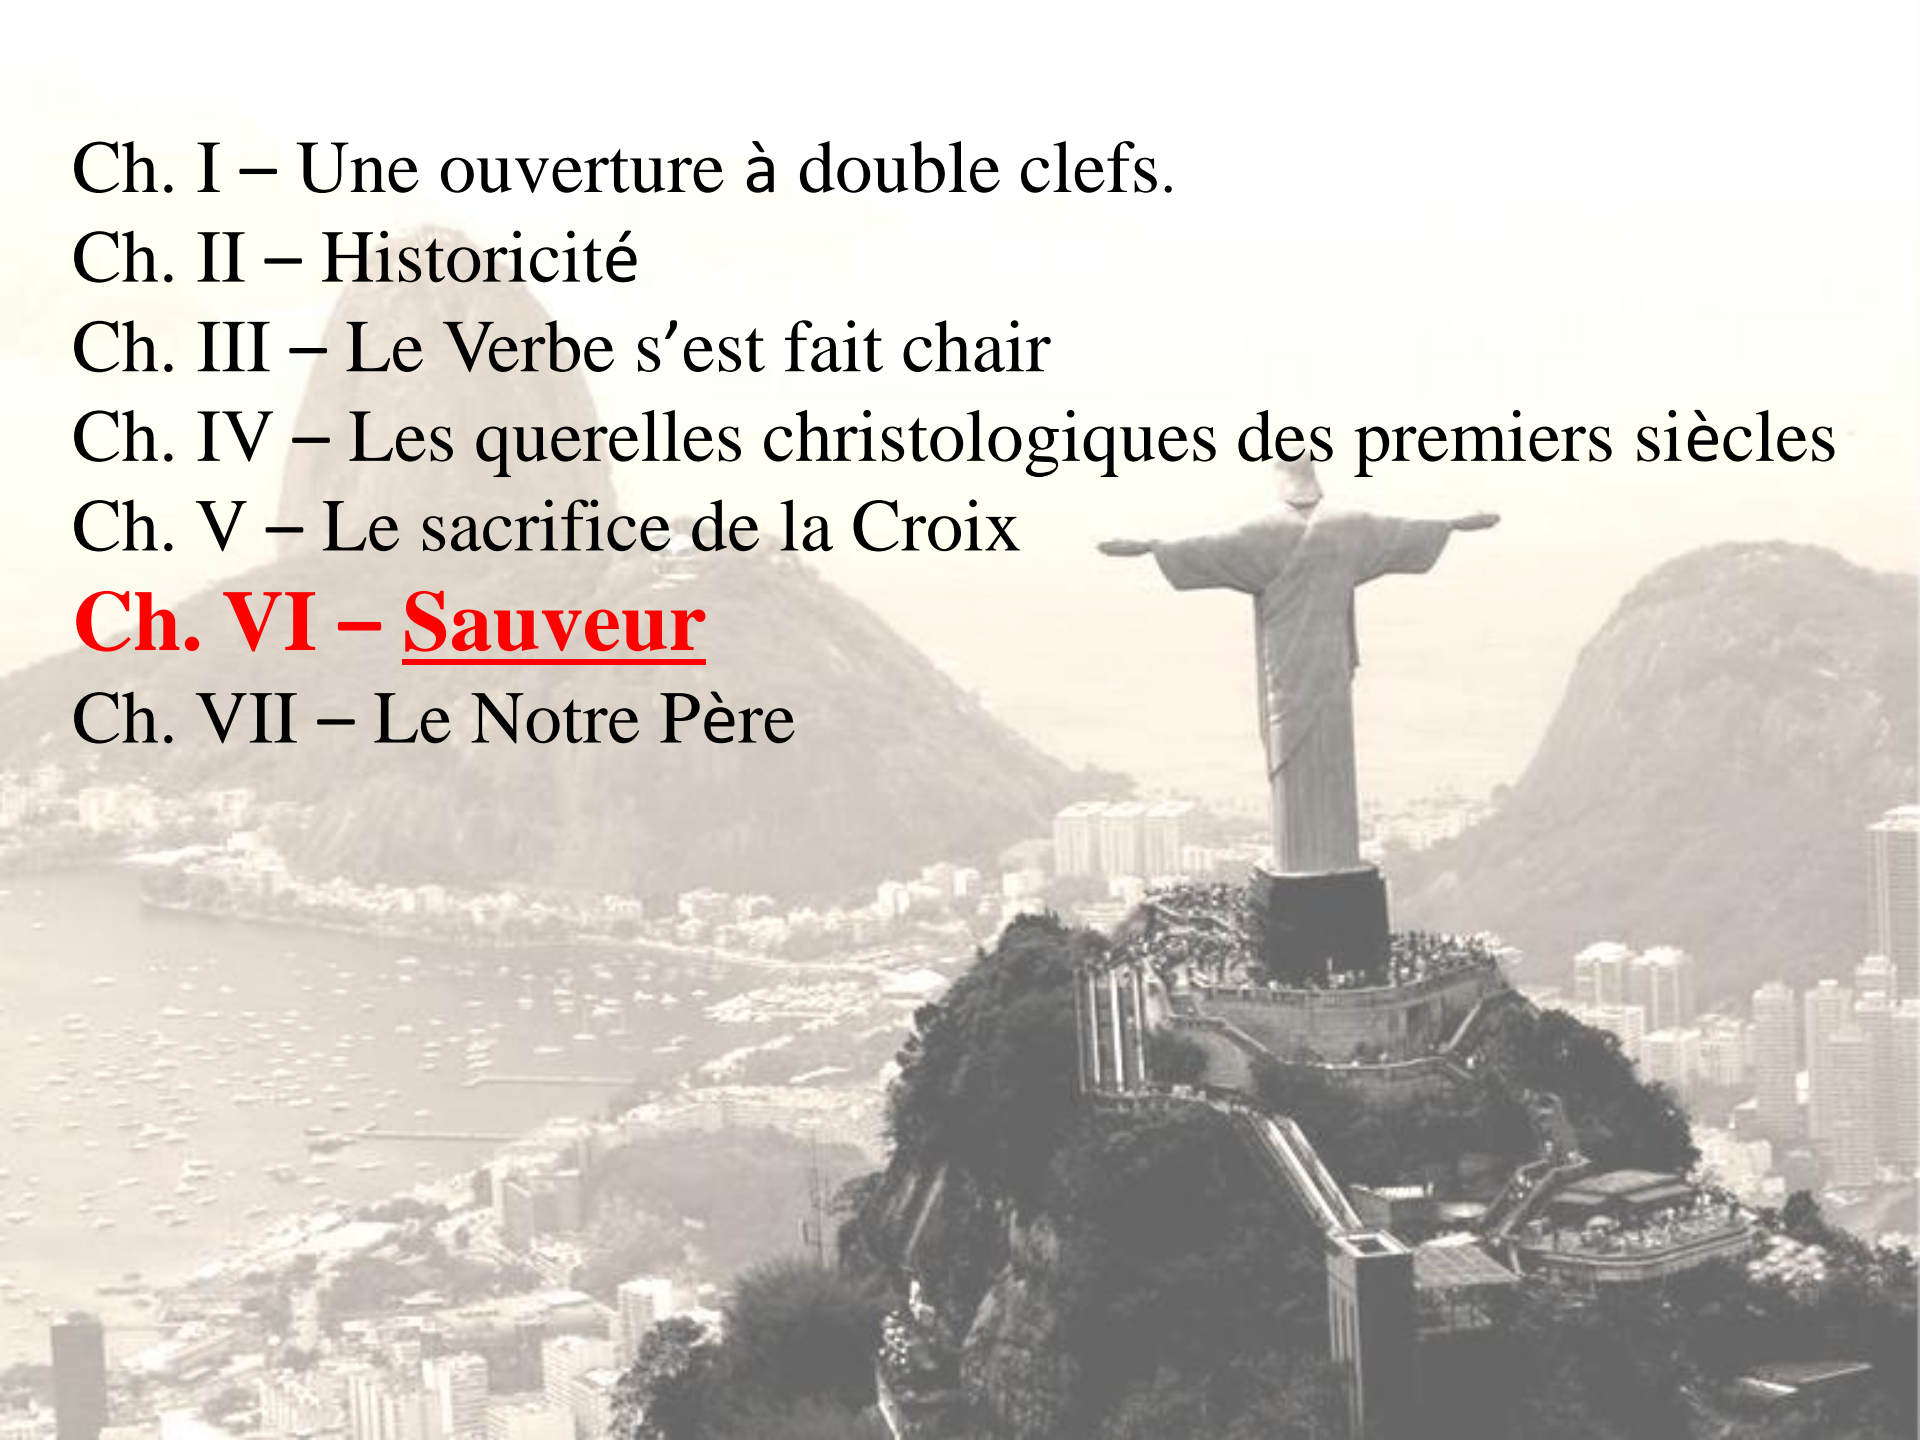 Ch. I – Une ouverture à double clefs.
Ch. II – Historicité
Ch. III – Le Verbe s’est fait chair
Ch. IV – Les querelles christologiques des premiers siècles
Ch. V – Le sacrifice de la Croix
Ch. VI – Sauveur
Ch. VII – Le Notre Père